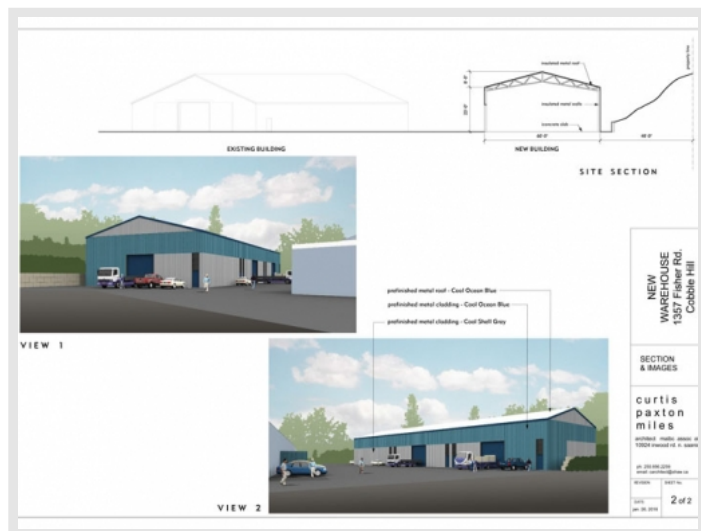 insulated metal roof
property line
insulated metal walls
concrete slab
60'-0"
EXISTING BUILDING
NEW BUILDING
SITE SECTION
VIEW 1
prefinished metal roof - Cool Ocean Blue
prefinished metal cladding - Cool Ocean Blue
prefinished metal cladding - Cool Shell Grey
VIEW 2
NEW
WAREHOUSE
1357 Fisher Rd.
Cobble Hill
SECTION
& IMAGES
curtis
paxton
miles
2 of 2